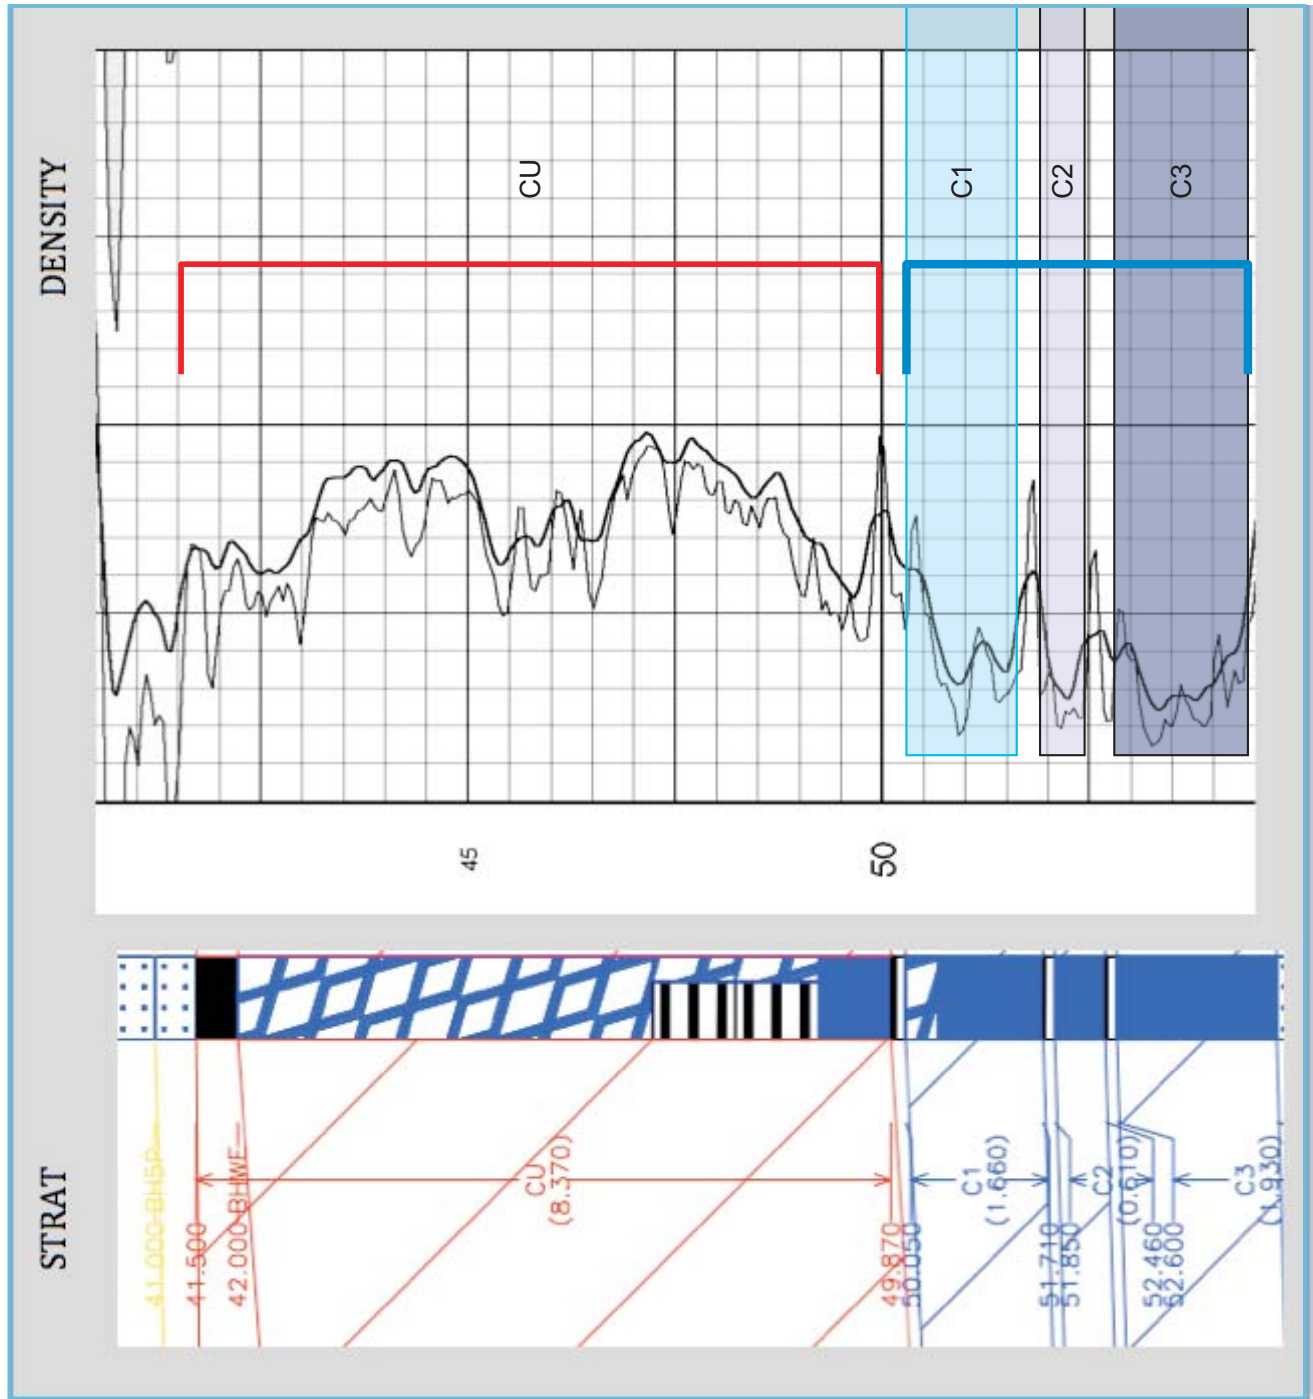 DENSITY
CU
C1
C2
C3
45
50
STRAT
41.000 BH5P
41.500
42.000 BHWE
CU
(8.370)
49.870
50.050
C1
(1.660)
51.710
51.850
C2
(0.610)
52.460
52.600
C3
(1.930)